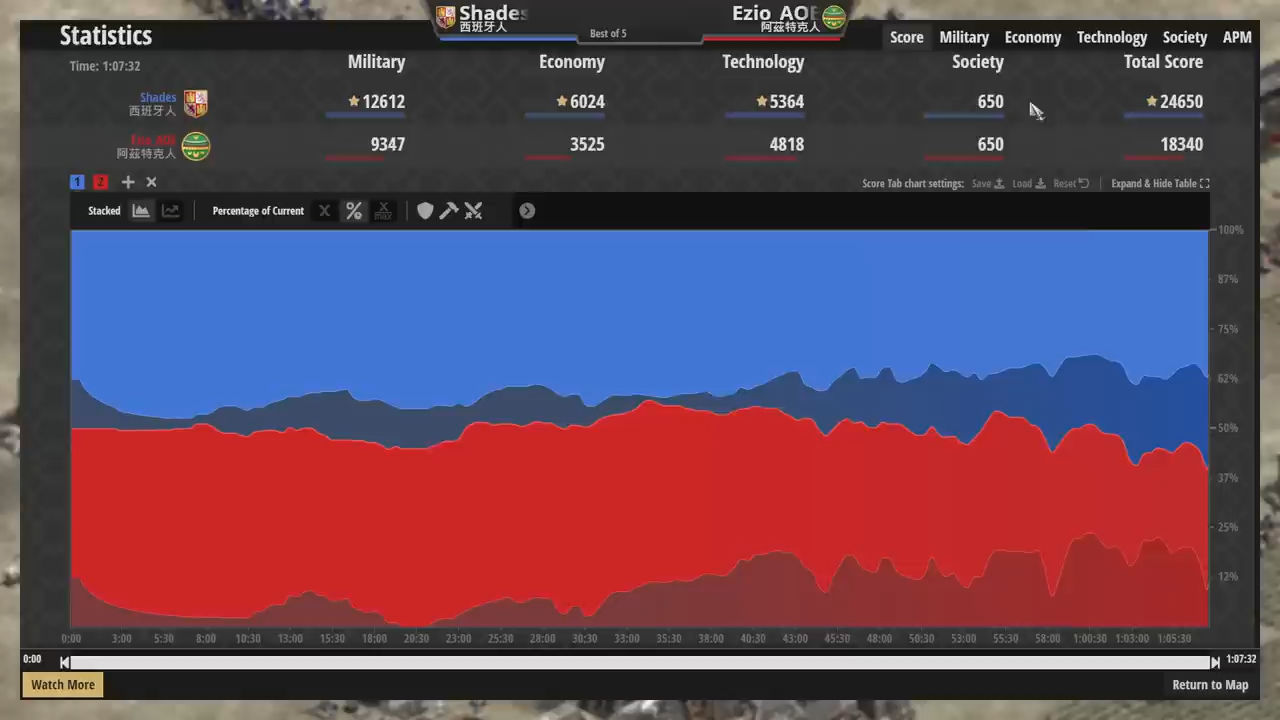 Shades
西班牙人
Best of 5
Ezio_AOE
阿茲特克人
Statistics
Score Military Economy Technology Society APM
Time: 1:07:32
Military Economy Technology Society Total Score
Shades
西班牙人
12612 6024 5364 650 24650
Ezio_AOE
阿茲特克人
9347 3525 4818 650 18340
1 2 + ×
Score Tab chart settings: Save Load Reset Expand & Hide Table
Stacked Percentage of Current X % X max
100%
87%
75%
62%
50%
37%
25%
12%
0:00 3:00 5:30 8:00 10:30 13:00 15:30 18:00 20:30 23:00 25:30 28:00 30:30 33:00 35:30 38:00 40:30 43:00 45:30 48:00 50:30 53:00 55:30 58:00 1:00:30 1:03:00 1:05:30
0:00 1:07:32
Watch More Return to Map